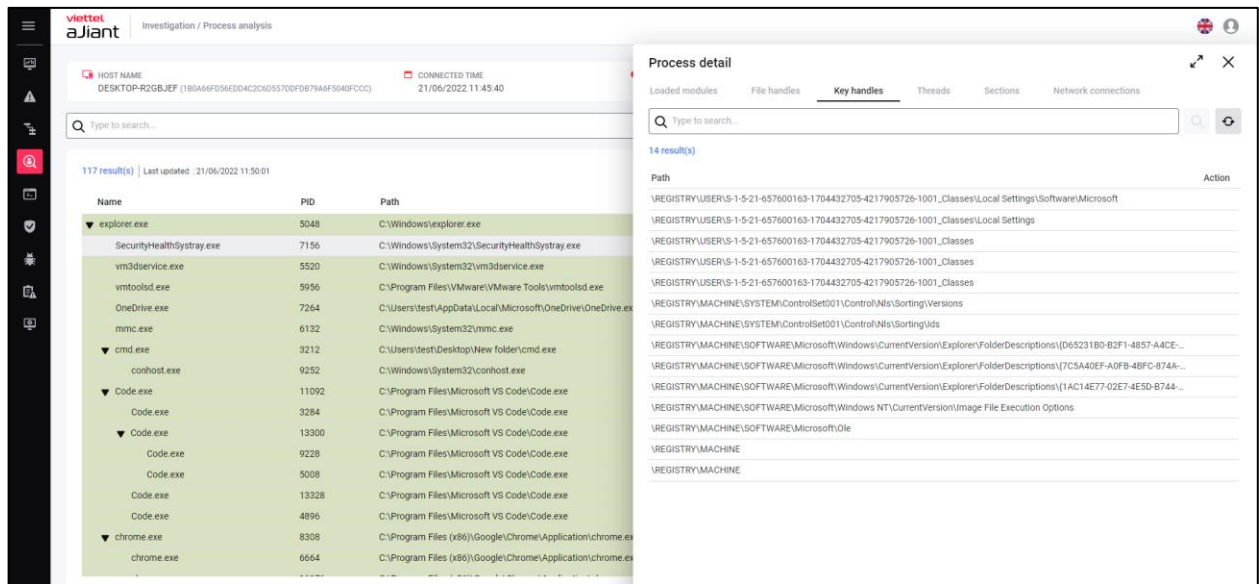 viettel
aJiant
Investigation / Process analysis
HOST NAME
DESKTOP-R2GBJEF (1B0A66FD56EDD4C2C6D557DDFDB79A6F5040FCCC)
CONNECTED TIME
21/06/2022 11:45:40
Type to search...
117 result(s) Last updated: : 21/06/2022 11:50:01
Name PID Path
explorer.exe 5048 C:\Windows\explorer.exe
SecurityHealthSystray.exe 7156 C:\Windows\System32\SecurityHealthSystray.exe
vm3dservice.exe 5520 C:\Windows\System32\vm3dservice.exe
vmtoolsd.exe 5956 C:\Program Files\VMware\VMware Tools\vmtoolsd.exe
OneDrive.exe 7264 C:\Users\test\AppData\Local\Microsoft\OneDrive\OneDrive.ex
mmc.exe 6132 C:\Windows\System32\mmc.exe
cmd.exe 3212 C:\Users\test\Desktop\New folder\cmd.exe
conhost.exe 9252 C:\Windows\System32\conhost.exe
Code.exe 11092 C:\Program Files\Microsoft VS Code\Code.exe
Code.exe 3284 C:\Program Files\Microsoft VS Code\Code.exe
Code.exe 13300 C:\Program Files\Microsoft VS Code\Code.exe
Code.exe 9228 C:\Program Files\Microsoft VS Code\Code.exe
Code.exe 5008 C:\Program Files\Microsoft VS Code\Code.exe
Code.exe 13328 C:\Program Files\Microsoft VS Code\Code.exe
Code.exe 4896 C:\Program Files\Microsoft VS Code\Code.exe
chrome.exe 8308 C:\Program Files (x86)\Google\Chrome\Application\chrome.ex
chrome.exe 6664 C:\Program Files (x86)\Google\Chrome\Application\chrome.ex
Process detail
Loaded modules File handles Key handles Threads Sections Network connections
Type to search...
14 result(s)
Path Action
\REGISTRY\USER\S-1-5-21-657600163-1704432705-4217905726-1001_Classes\Local Settings\Software\Microsoft
\REGISTRY\USER\S-1-5-21-657600163-1704432705-4217905726-1001_Classes\Local Settings
\REGISTRY\USER\S-1-5-21-657600163-1704432705-4217905726-1001_Classes
\REGISTRY\USER\S-1-5-21-657600163-1704432705-4217905726-1001_Classes
\REGISTRY\USER\S-1-5-21-657600163-1704432705-4217905726-1001_Classes
\REGISTRY\MACHINE\SYSTEM\ControlSet001\Control\Nls\Sorting\Versions
\REGISTRY\MACHINE\SYSTEM\ControlSet001\Control\Nls\Sorting\Ids
\REGISTRY\MACHINE\SOFTWARE\Microsoft\Windows\CurrentVersion\Explorer\FolderDescriptions\{D65231B0-B2F1-4857-A4CE-...
\REGISTRY\MACHINE\SOFTWARE\Microsoft\Windows\CurrentVersion\Explorer\FolderDescriptions\{7C5A40EF-A0FB-4BFC-874A-...
\REGISTRY\MACHINE\SOFTWARE\Microsoft\Windows\CurrentVersion\Explorer\FolderDescriptions\{1AC14E77-02E7-4E5D-B744-...
\REGISTRY\MACHINE\SOFTWARE\Microsoft\Windows NT\CurrentVersion\Image File Execution Options
\REGISTRY\MACHINE\SOFTWARE\Microsoft\Ole
\REGISTRY\MACHINE
\REGISTRY\MACHINE